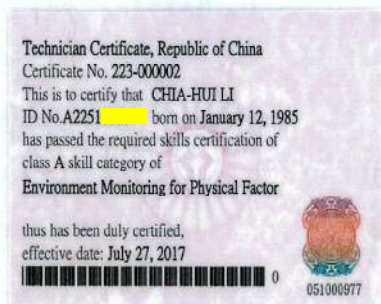 Technician Certificate, Republic of China
Certificate No. 223-000002
This is to certify that CHIA-HUI LI
ID No.A2251 born on January 12, 1985
has passed the required skills certification of
class A skill category of
Environment Monitoring for Physical Factor
thus has been duly certified,
effective date: July 27, 2017
0
051000977